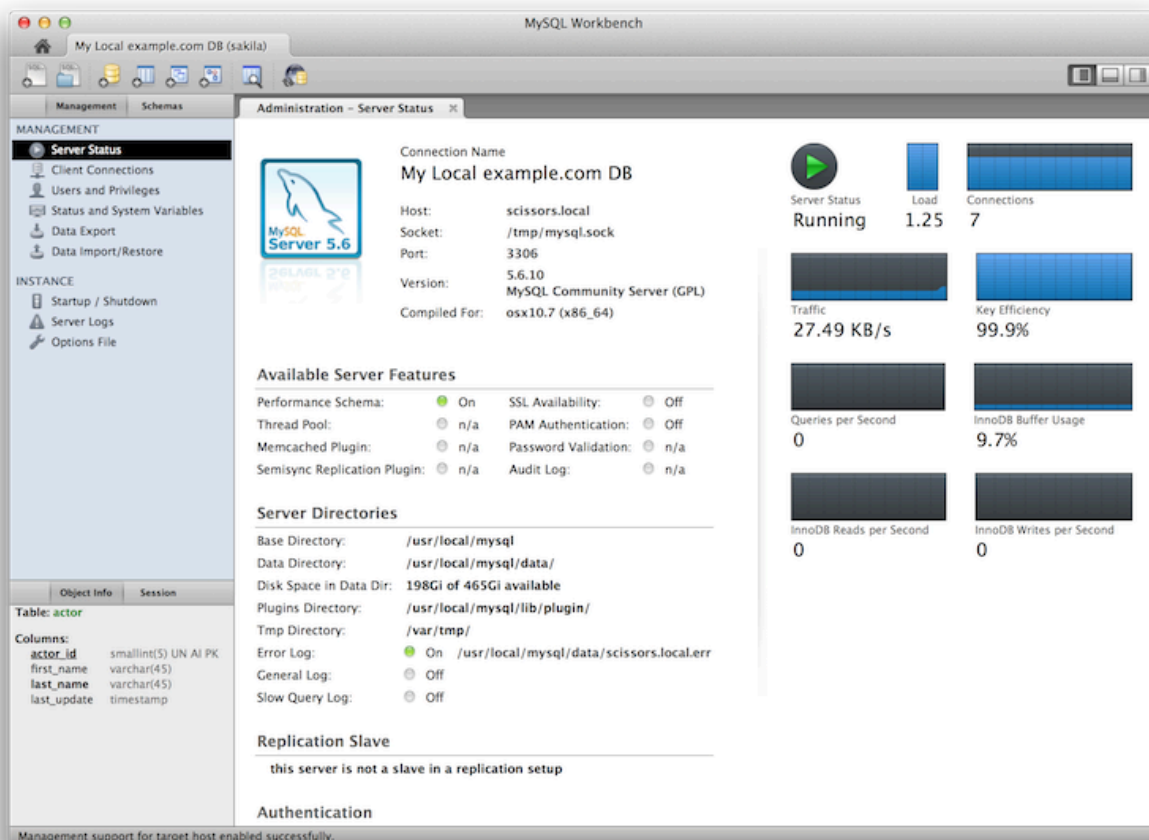 MySQL Workbench
My Local example.com DB (sakila)
Management Schemas
MANAGEMENT
Server Status
Client Connections
Users and Privileges
Status and System Variables
Data Export
Data Import/Restore
INSTANCE
Startup / Shutdown
Server Logs
Options File
Object Info Session
Table: actor
Columns:
actor_id smallint(5) UN AI PK
first_name varchar(45)
last_name varchar(45)
last_update timestamp
Administration - Server Status
MySQL
Server 5.6
Connection Name
My Local example.com DB
Host: scissors.local
Socket: /tmp/mysql.sock
Port: 3306
Version: 5.6.10
MySQL Community Server (GPL)
Compiled For: osx10.7 (x86_64)
Available Server Features
Performance Schema: On SSL Availability: Off
Thread Pool: n/a PAM Authentication: Off
Memcached Plugin: n/a Password Validation: n/a
Semisync Replication Plugin: n/a Audit Log: n/a
Server Directories
Base Directory: /usr/local/mysql
Data Directory: /usr/local/mysql/data/
Disk Space in Data Dir: 198Gi of 465Gi available
Plugins Directory: /usr/local/mysql/lib/plugin/
Tmp Directory: /var/tmp/
Error Log: On /usr/local/mysql/data/scissors.local.err
General Log: Off
Slow Query Log: Off
Replication Slave
this server is not a slave in a replication setup
Authentication
Server Status Load Connections
Running 1.25 7
Traffic Key Efficiency
27.49 KB/s 99.9%
Queries per Second InnoDB Buffer Usage
0 9.7%
InnoDB Reads per Second InnoDB Writes per Second
0 0
Management support for target host enabled successfully.